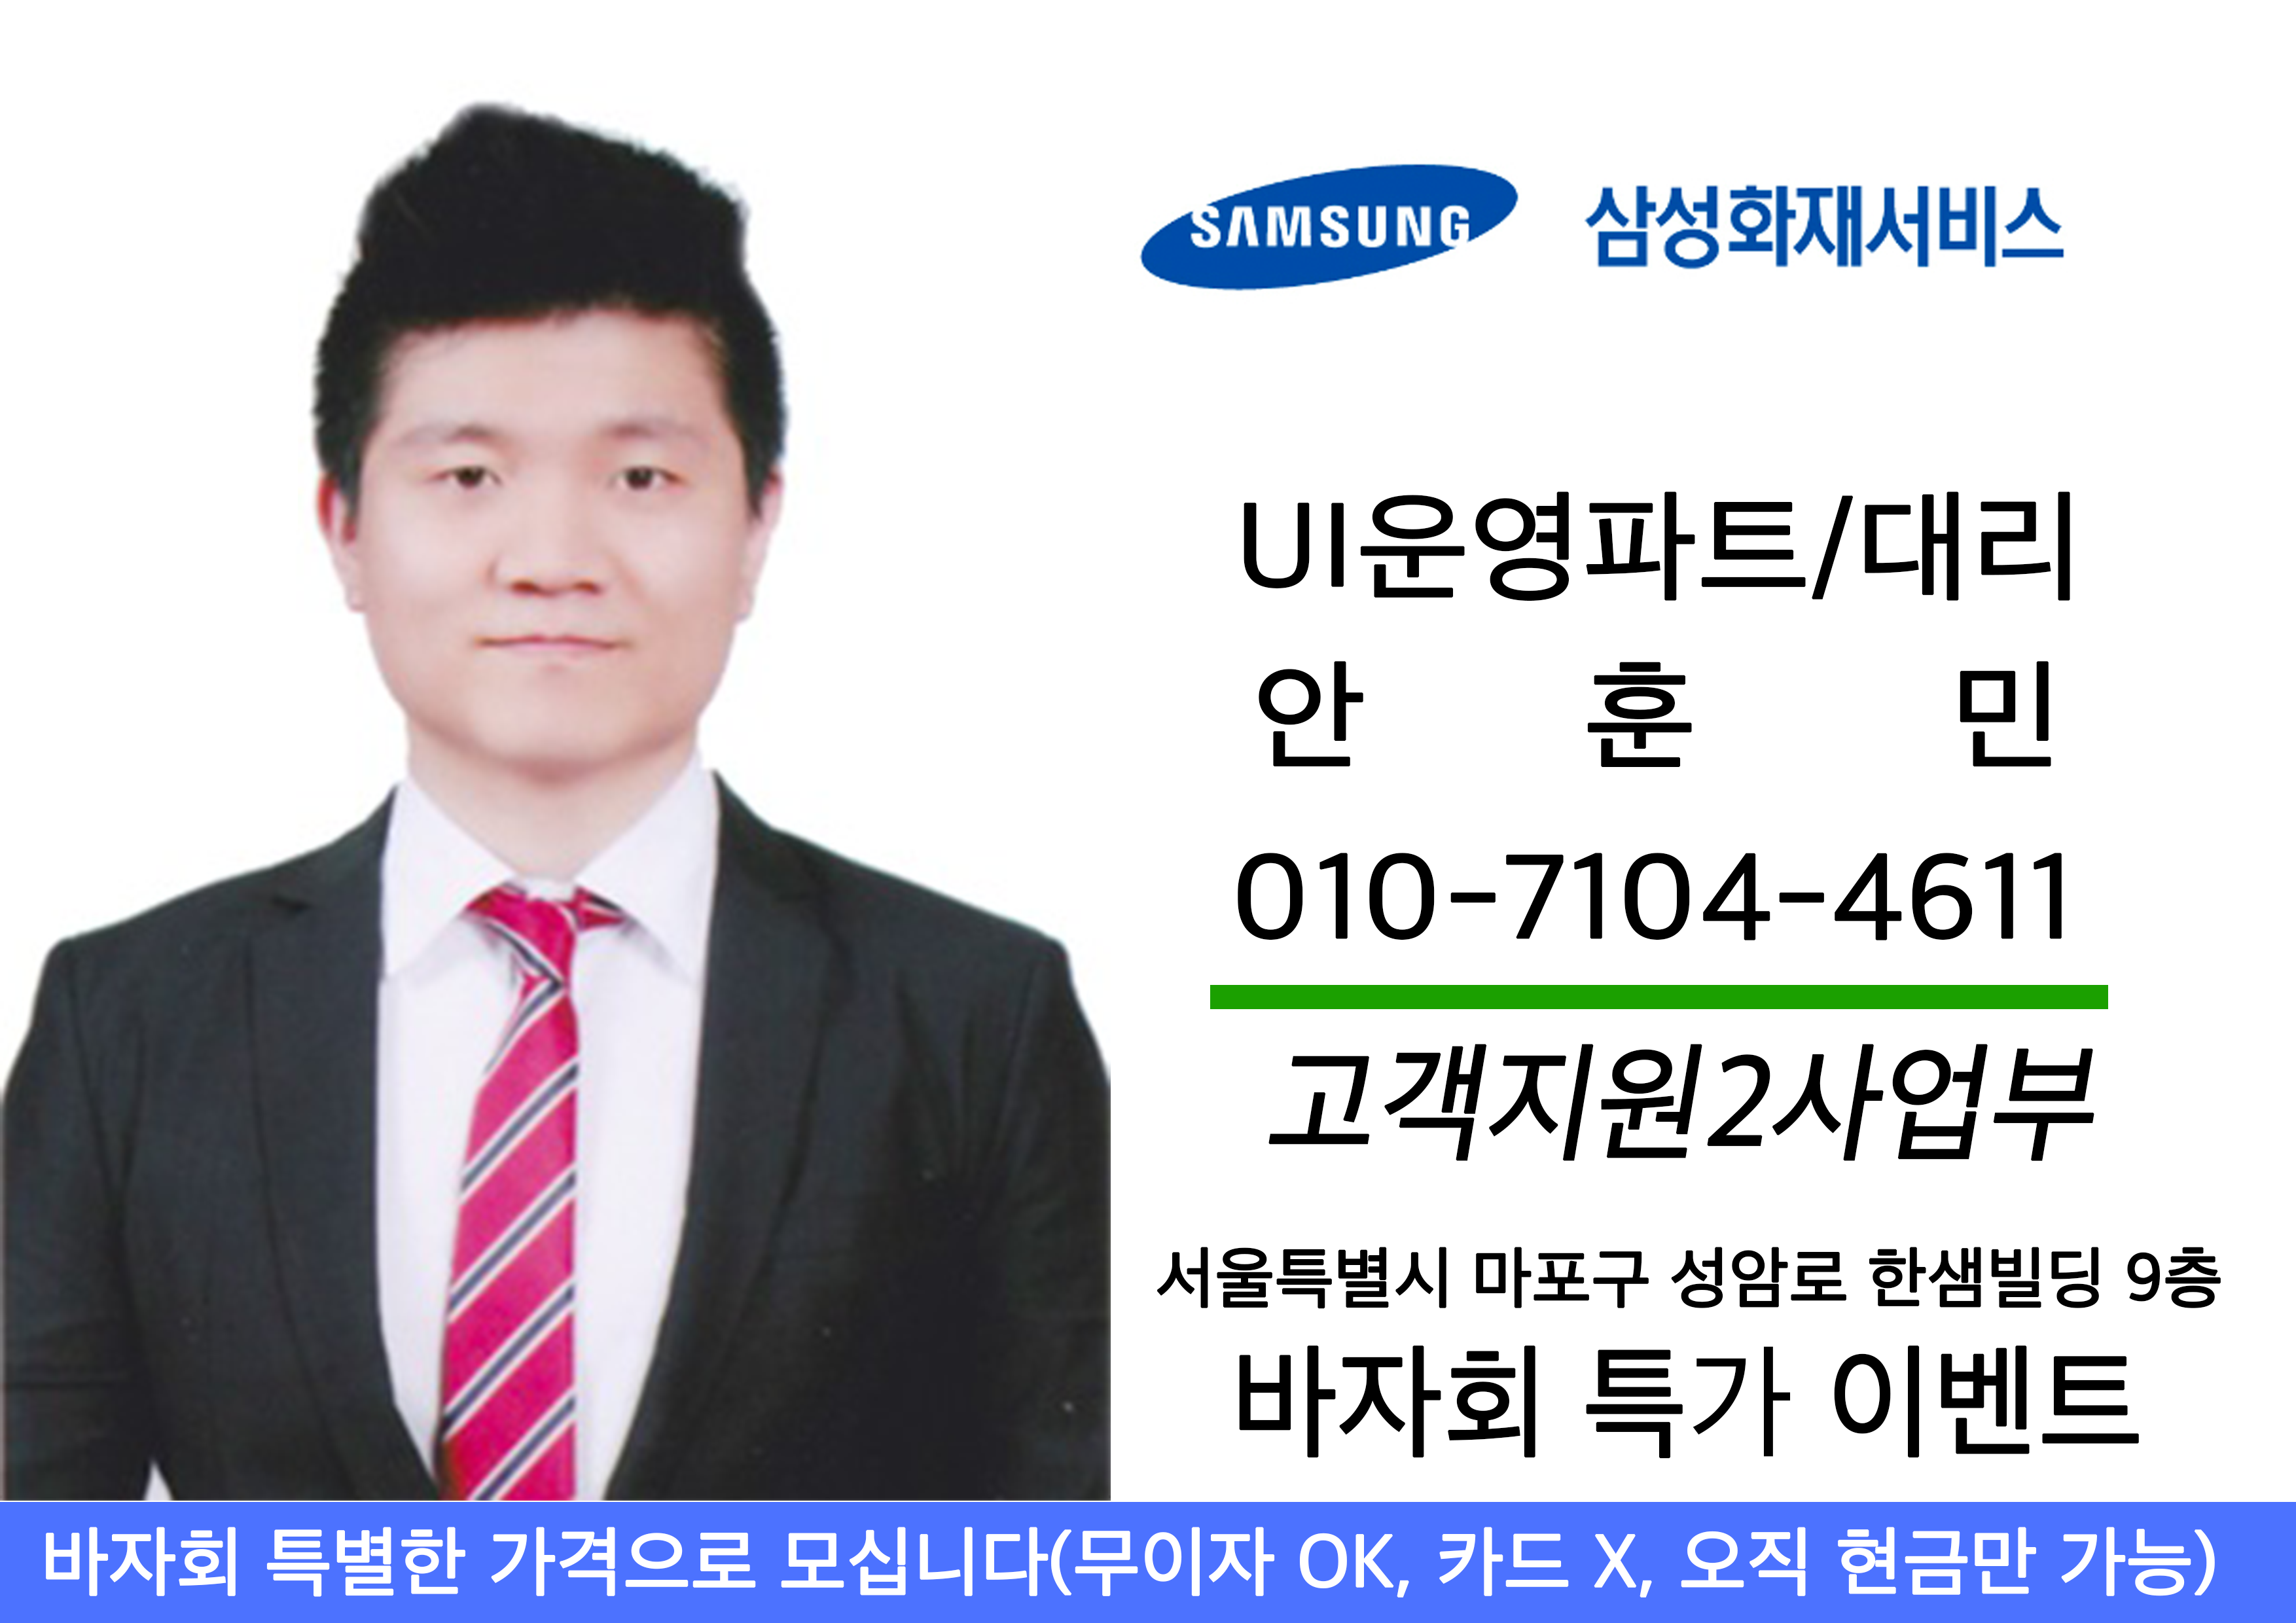 SAMSUNG 삼성화재서비스
UI운영파트/대리
안 훈 민
010-7104-4611
고객지원2사업부
서울특별시 마포구 성암로 한샘빌딩 9층
바자회 특가 이벤트
바자회 특별한 가격으로 모십니다(무이자 OK, 카드 X, 오직 현금만 가능)